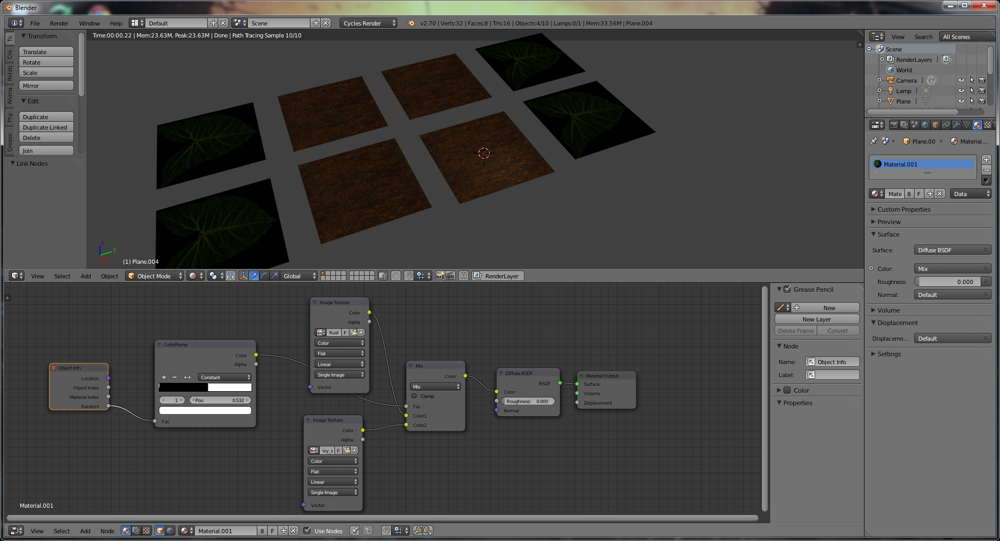 Blender
File Render Window Help Default Scene Cycles Render v2.70 | Verts:32 | Faces:8 | Tris:16 | Objects:4/10 | Lamps:0/1 | Mem:33.56M | Plane.004
Time:00:00.22 | Mem:23.63M, Peak:23.63M | Done | Path Tracing Sample 10/10
To
Cre
Relati
Anima
Phy
Grease
Transform
Translate
Rotate
Scale
Mirror
Edit
Duplicate
Duplicate Linked
Delete
Join
Link Nodes
z
y
(1) Plane.004
View Select Add Object Object Mode Global RenderLayer
View Search All Scenes
Scene
RenderLayers |
World
Camera |
Lamp |
Plane |
Plane.00 Material....
Material.001
Mate 8 F Data
Custom Properties
Preview
Surface
Surface: Diffuse BSDF
Color: Mix
Roughness: 0.000
Normal: Default
Volume
Displacement
Displaceme... Default
Settings
Object Info
Location
Object Index
Material Index
Random
ColorRamp
Color
Alpha
Constant
1 Pos: 0.532
Fac
Image Texture
Color
Alpha
Rust F
Color
Flat
Linear
Single Image
Vector
Image Texture
Color
Alpha
ivy_s F
Color
Flat
Linear
Single Image
Vector
Mix
Color
Mix
Clamp
Fac
Color1
Color2
Diffuse BSDF
BSDF
Color
Roughness: 0.000
Normal
Material Output
Surface
Volume
Displacement
Grease Pencil
New
New Layer
Delete Frame Convert
Node
Name: Object Info
Label:
Color
Properties
Material.001
View Select Add Node Material.001 8 F Use Nodes